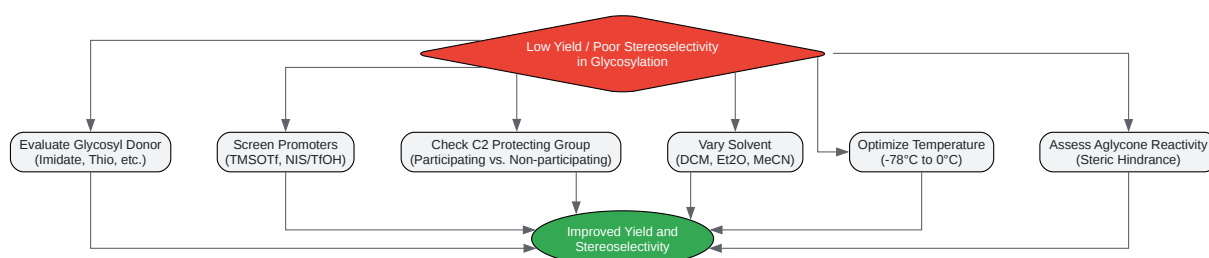 Low Yield / Poor Stereoselectivity
in Glycosylation
Evaluate Glycosyl Donor
(Imidate, Thio, etc.)
Screen Promoters
(TMSOTf, NIS/TfOH)
Check C2 Protecting Group
(Participating vs. Non-participating)
Vary Solvent
(DCM, Et2O, MeCN)
Optimize Temperature
(-78°C to 0°C)
Assess Aglycone Reactivity
(Steric Hindrance)
Improved Yield and
Stereoselectivity